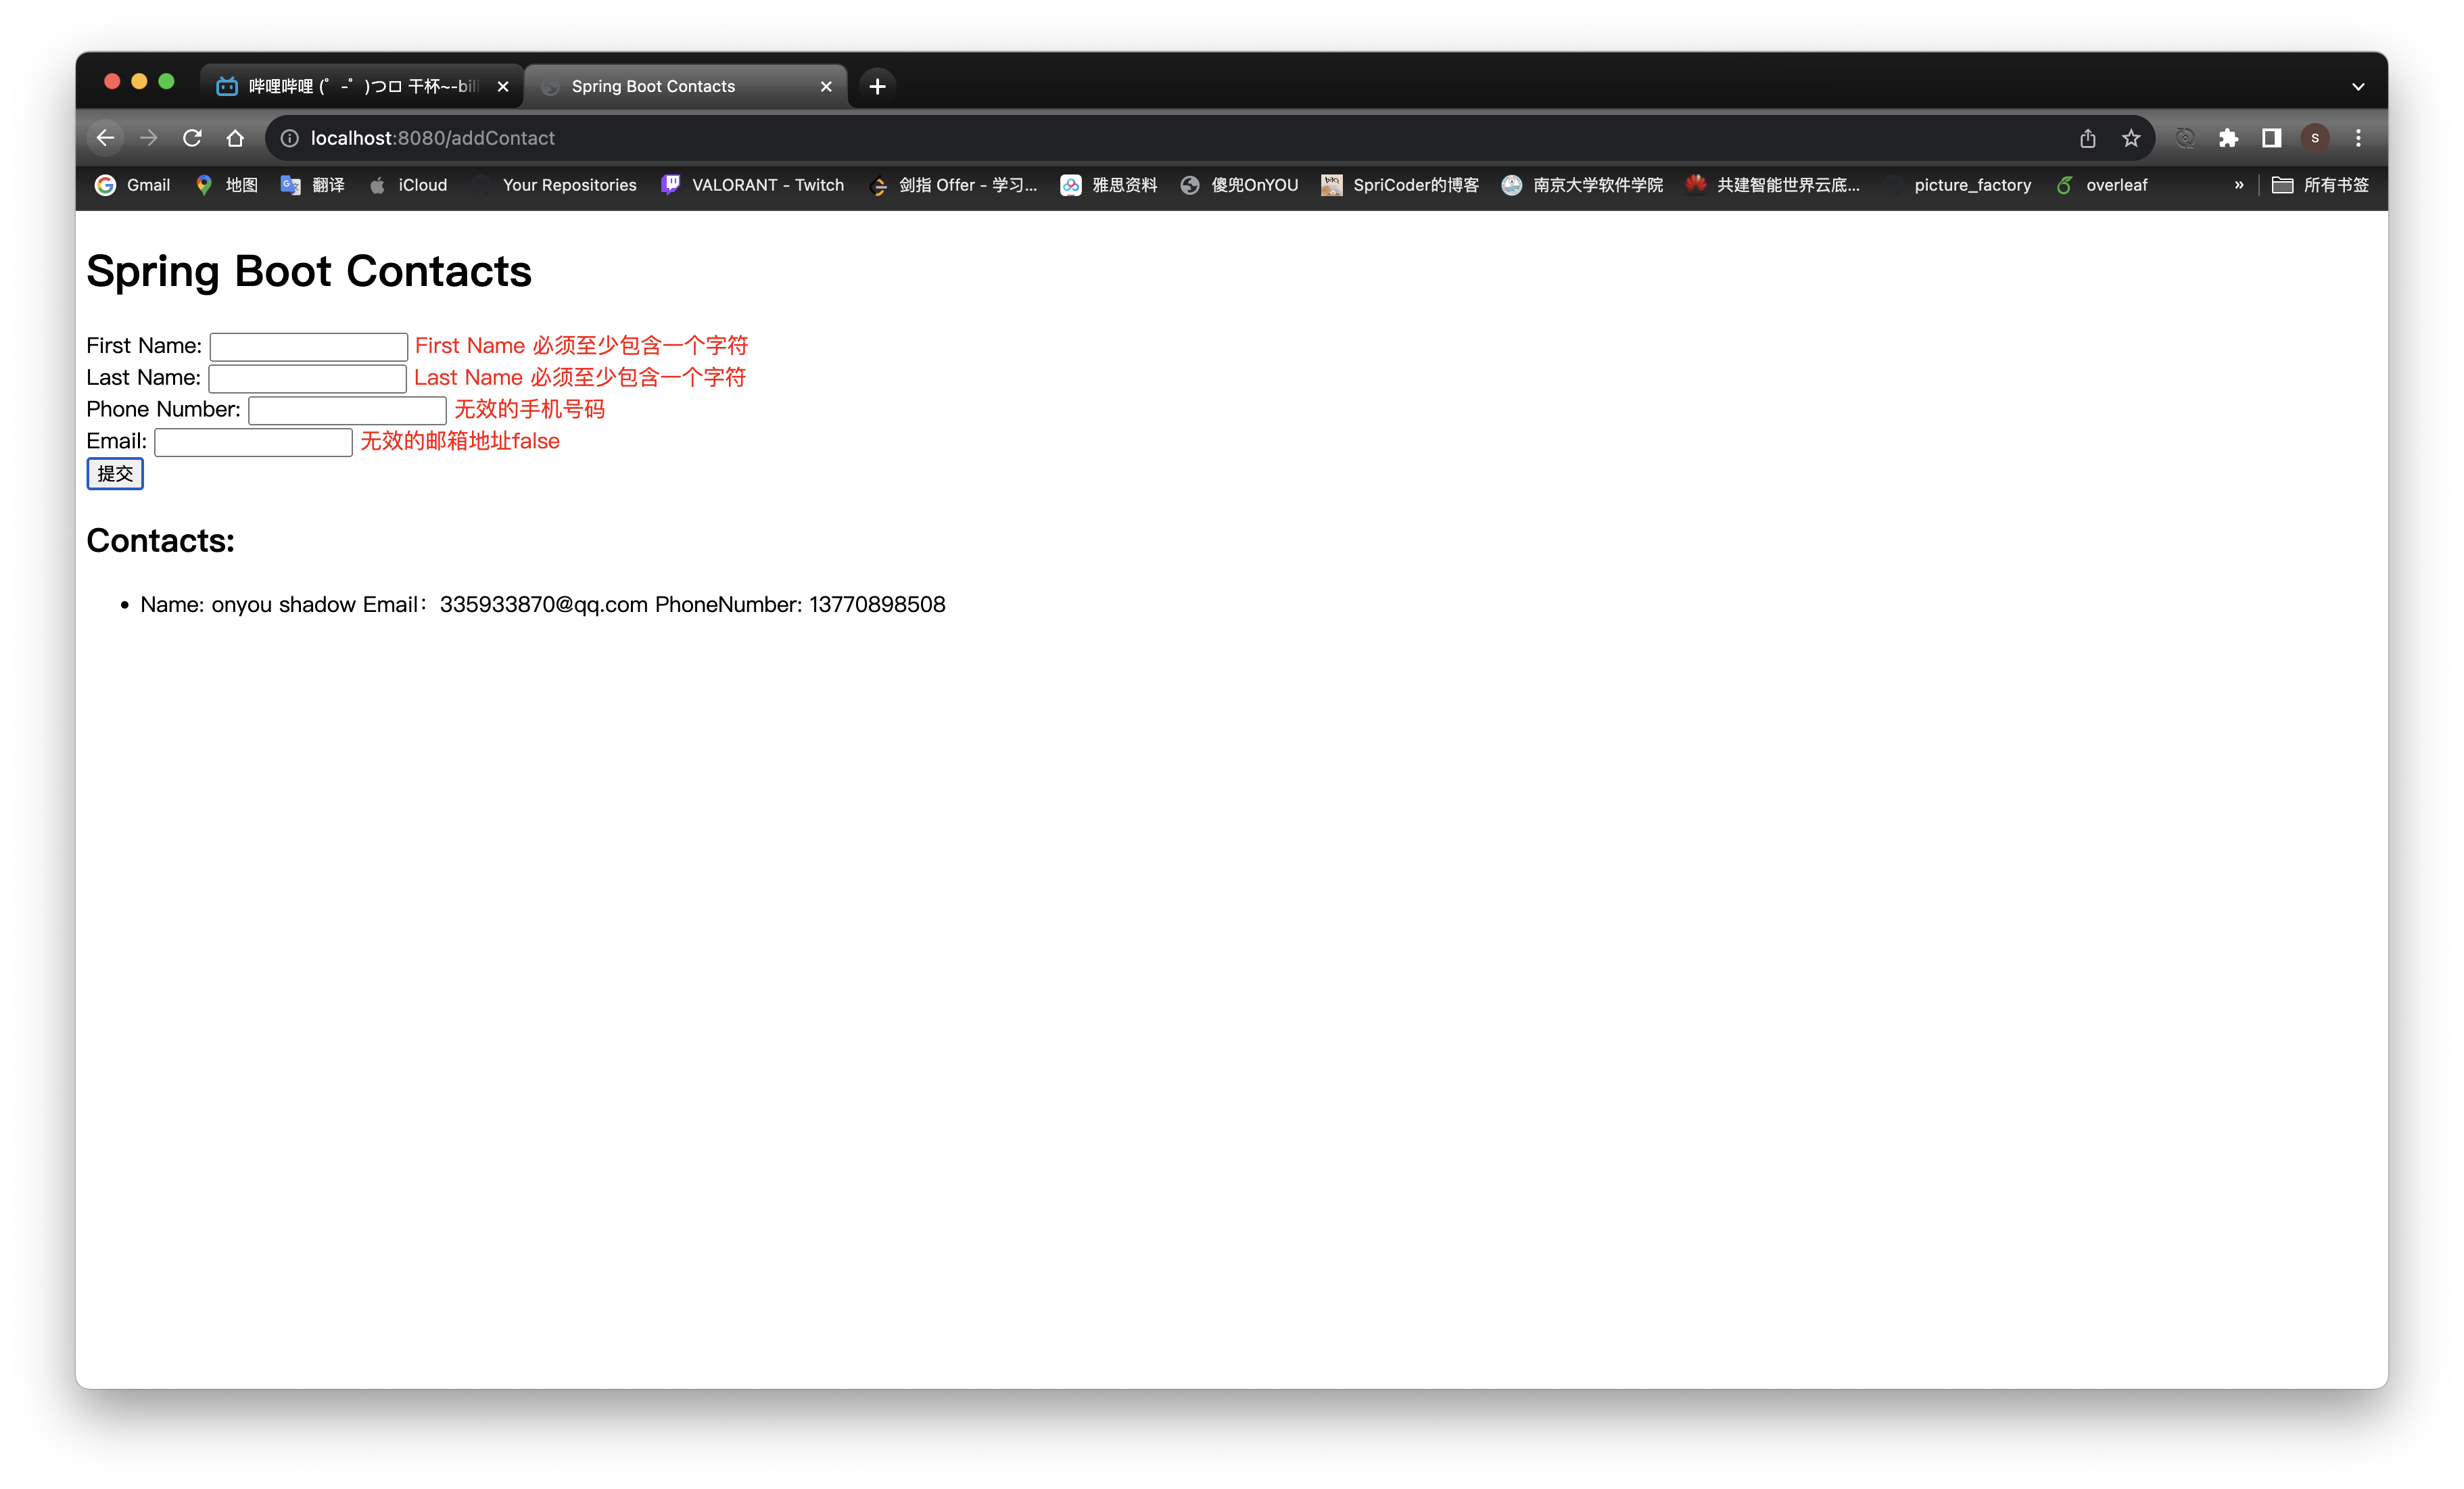 哔哩哔哩 (゜-゜)つロ 干杯~-bili
Spring Boot Contacts
localhost:8080/addContact
S
Gmail 地图 翻译 iCloud Your Repositories VALORANT - Twitch 剑指 Offer - 学习... 雅思资料 傻兜OnYOU SpriCoder的博客 南京大学软件学院 共建智能世界云底... picture_factory overleaf » 所有书签
Spring Boot Contacts
First Name: First Name 必须至少包含一个字符
Last Name: Last Name 必须至少包含一个字符
Phone Number: 无效的手机号码
Email: 无效的邮箱地址false
提交
Contacts:
• Name: onyou shadow Email：335933870@qq.com PhoneNumber: 13770898508